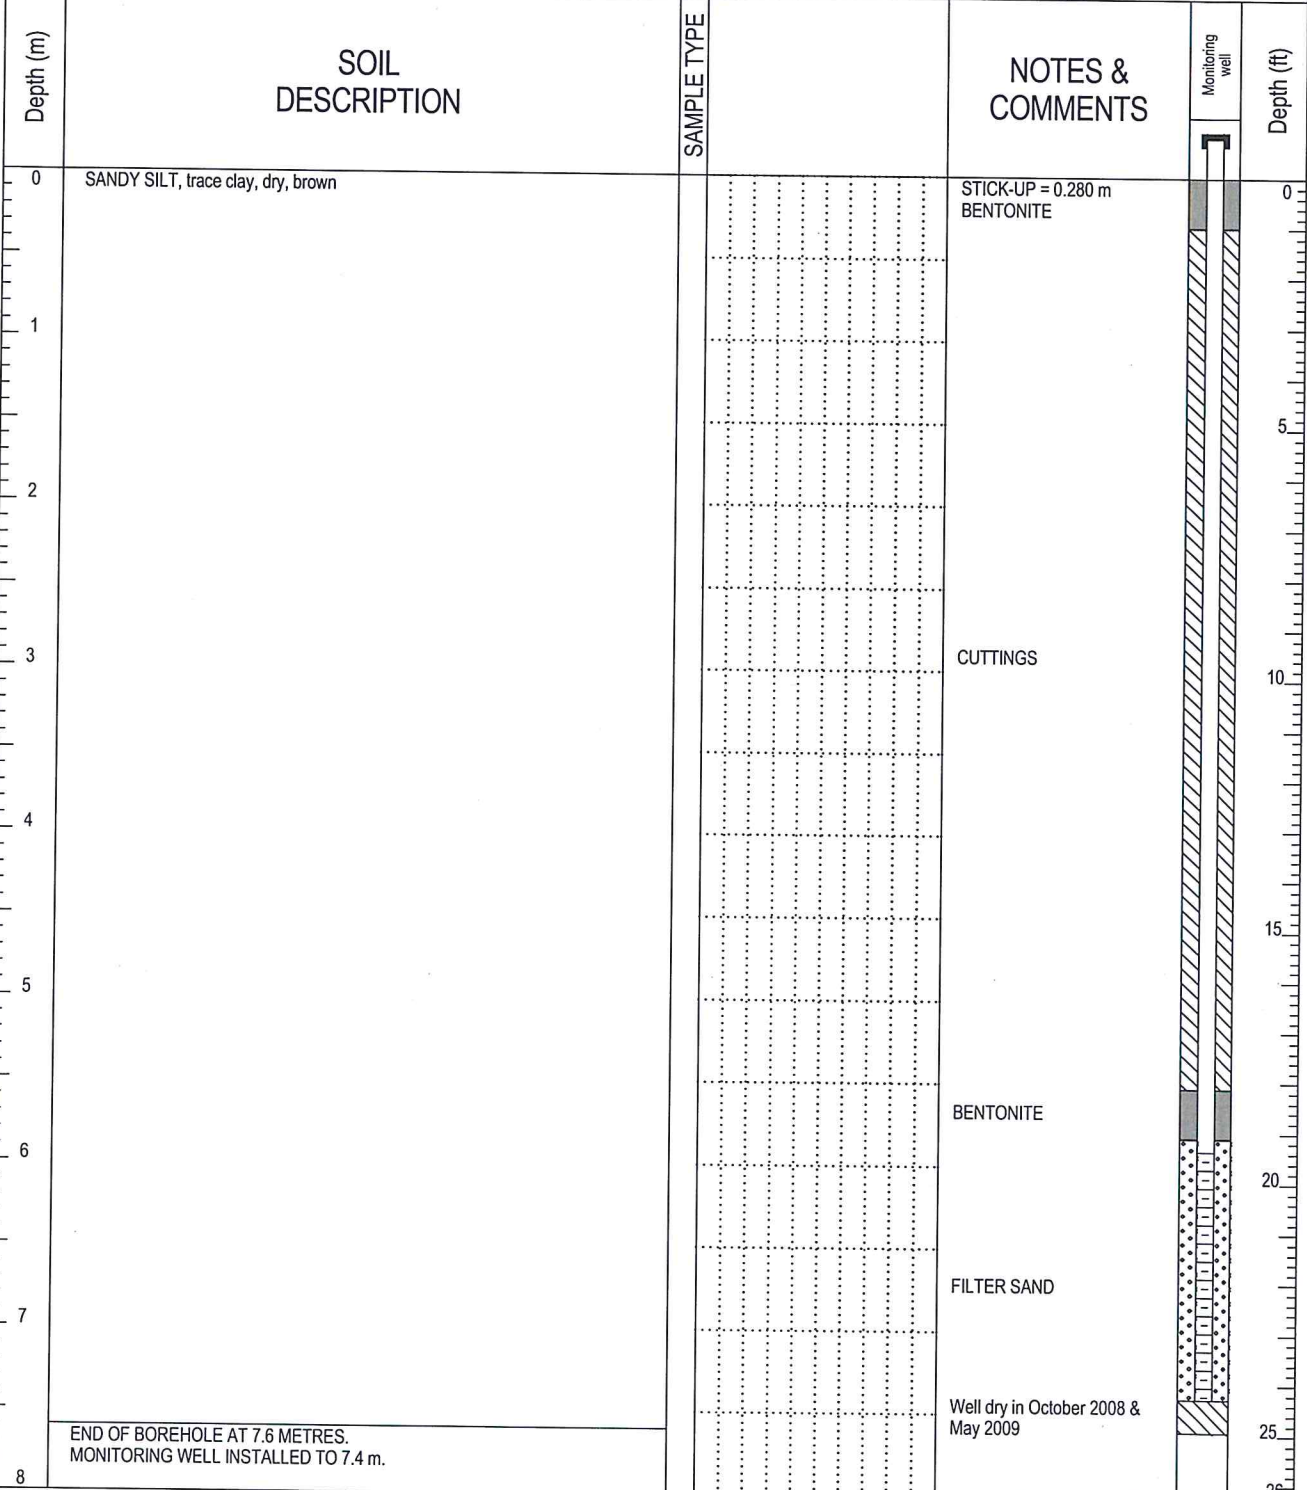 Depth (m)
SOIL
DESCRIPTION
SAMPLE TYPE
NOTES &
COMMENTS
Monitoring
well
Depth (ft)
0
SANDY SILT, trace clay, dry, brown
STICK-UP = 0.280 m
BENTONITE
0
1
5
2
3
CUTTINGS
10
4
15
5
BENTONITE
6
20
FILTER SAND
7
Well dry in October 2008 &
May 2009
END OF BOREHOLE AT 7.6 METRES.
MONITORING WELL INSTALLED TO 7.4 m.
25
8